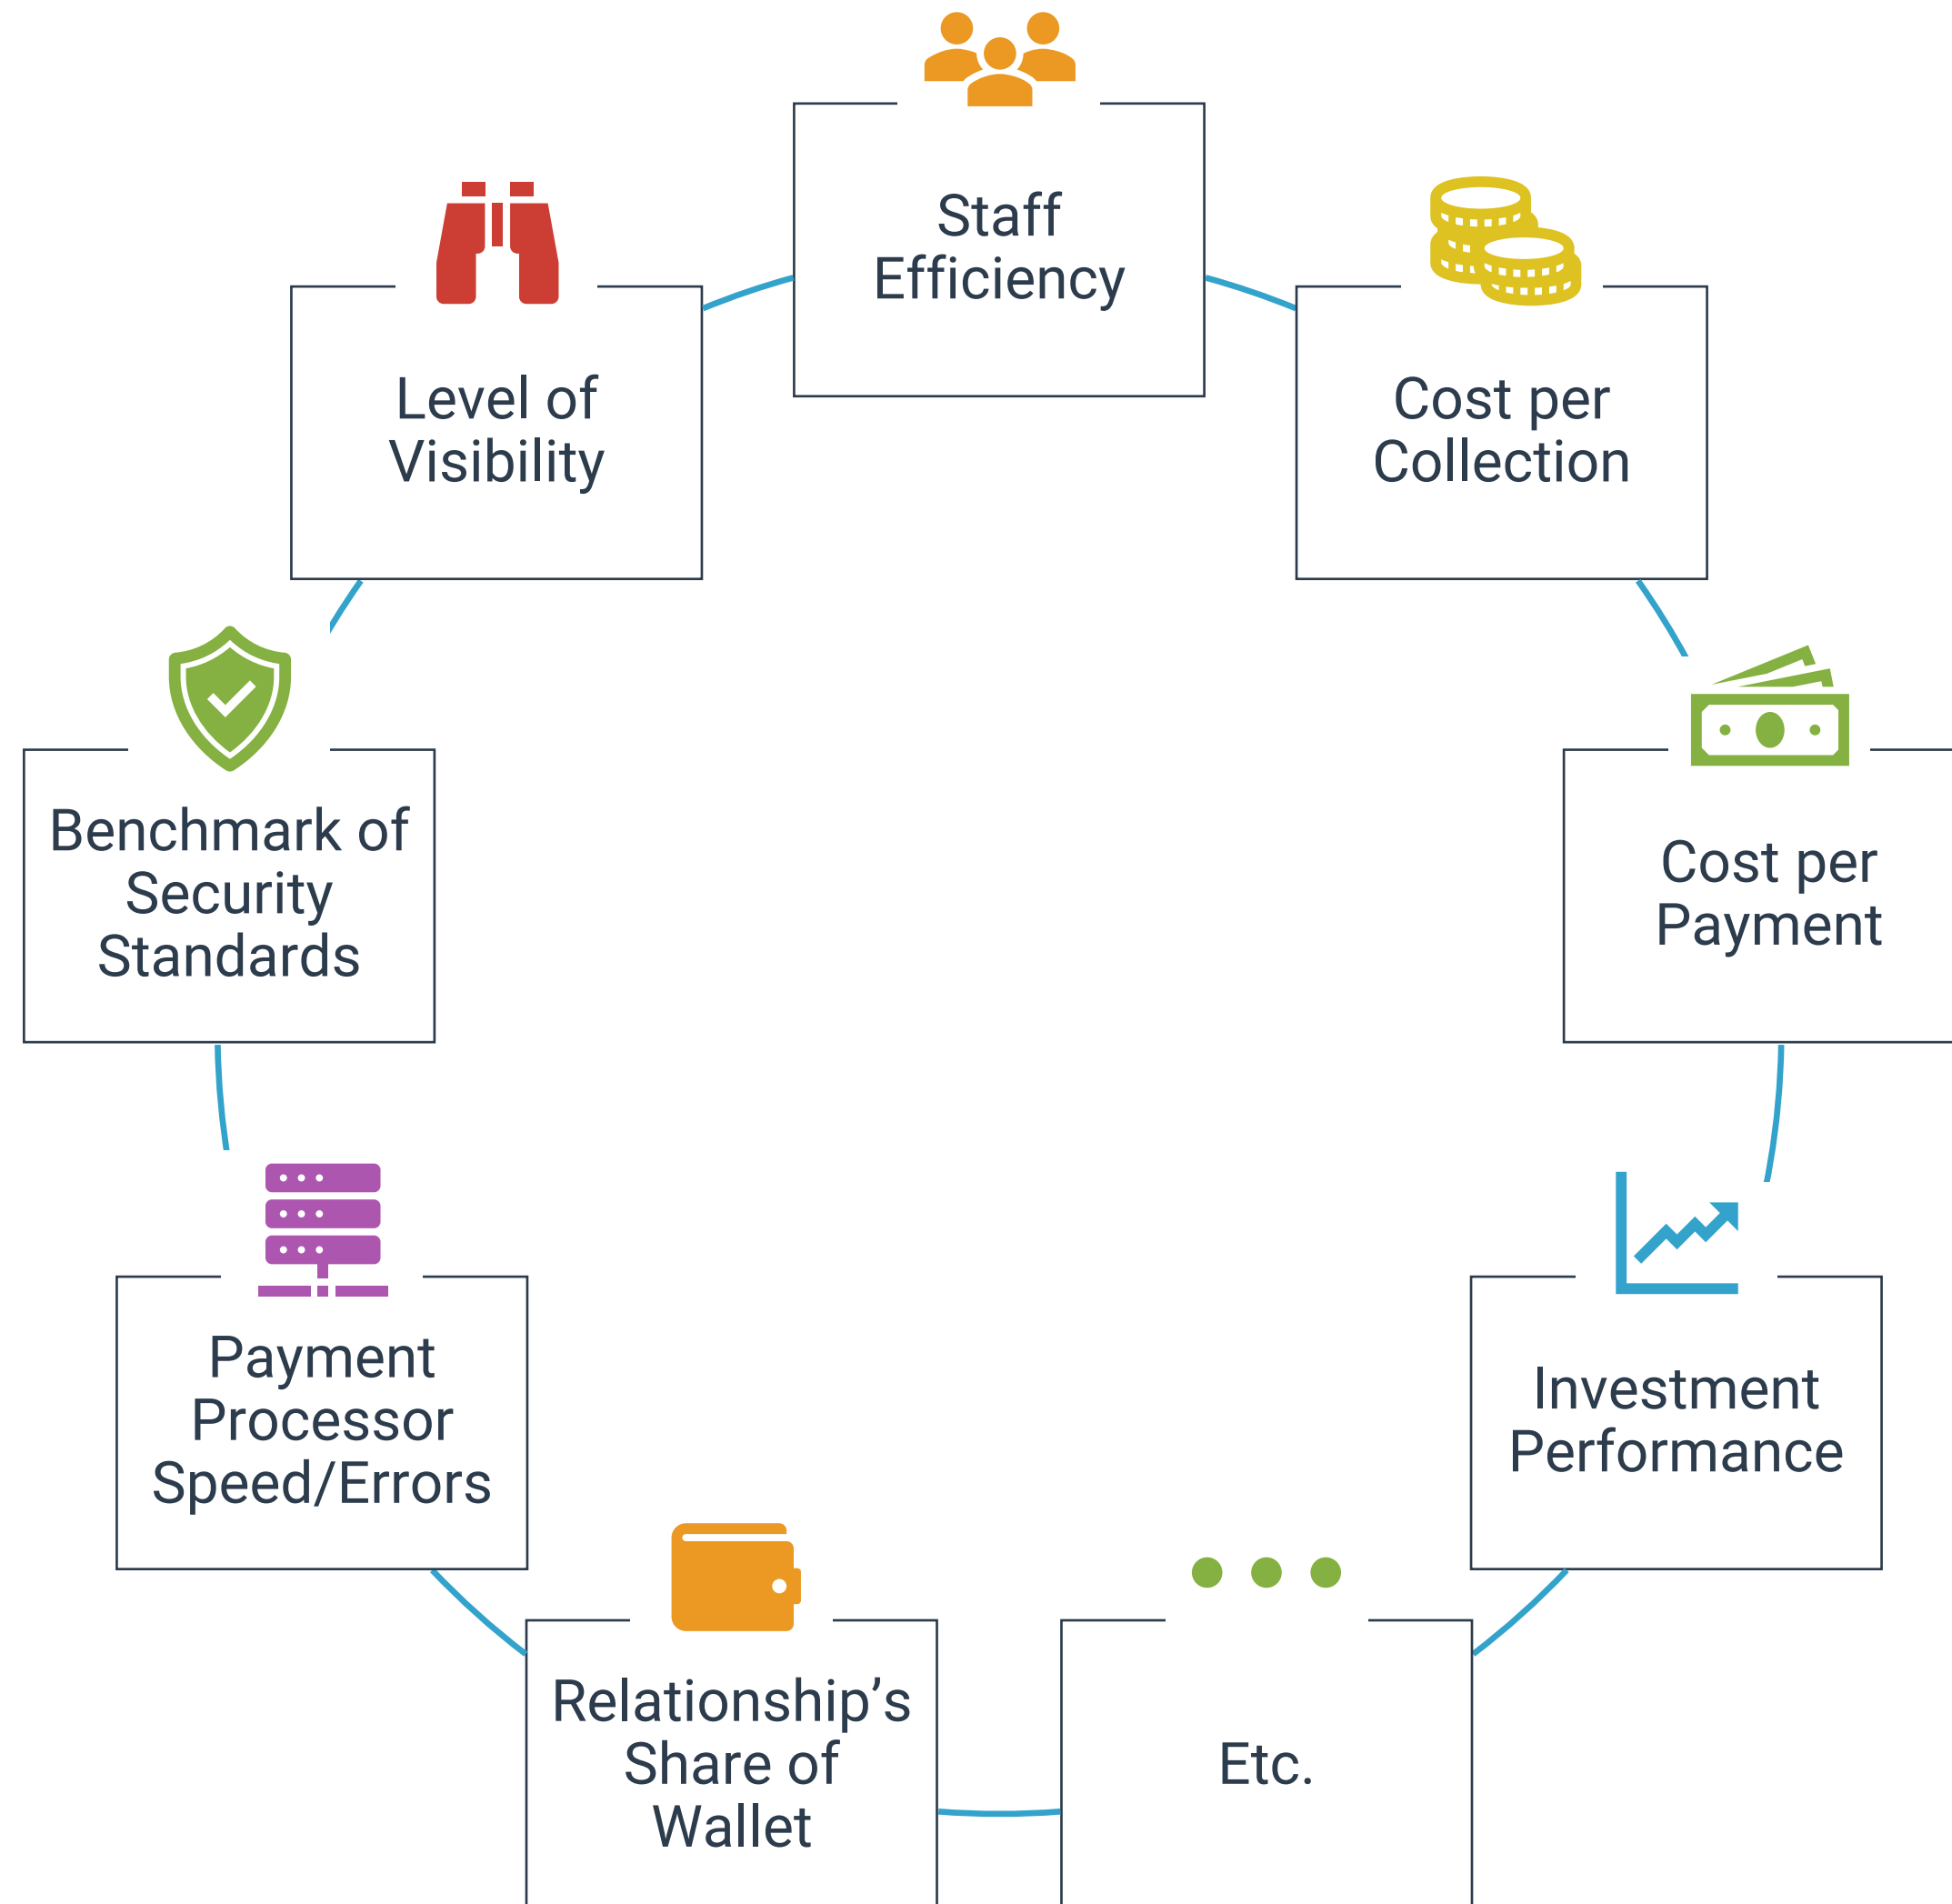 Staff
Efficiency
Level of
Visibility
Cost per
Collection
Benchmark of
Security
Standards
Cost per
Payment
Payment
Processor
Speed/Errors
Investment
Performance
Relationship’s
Share of
Wallet
Etc.